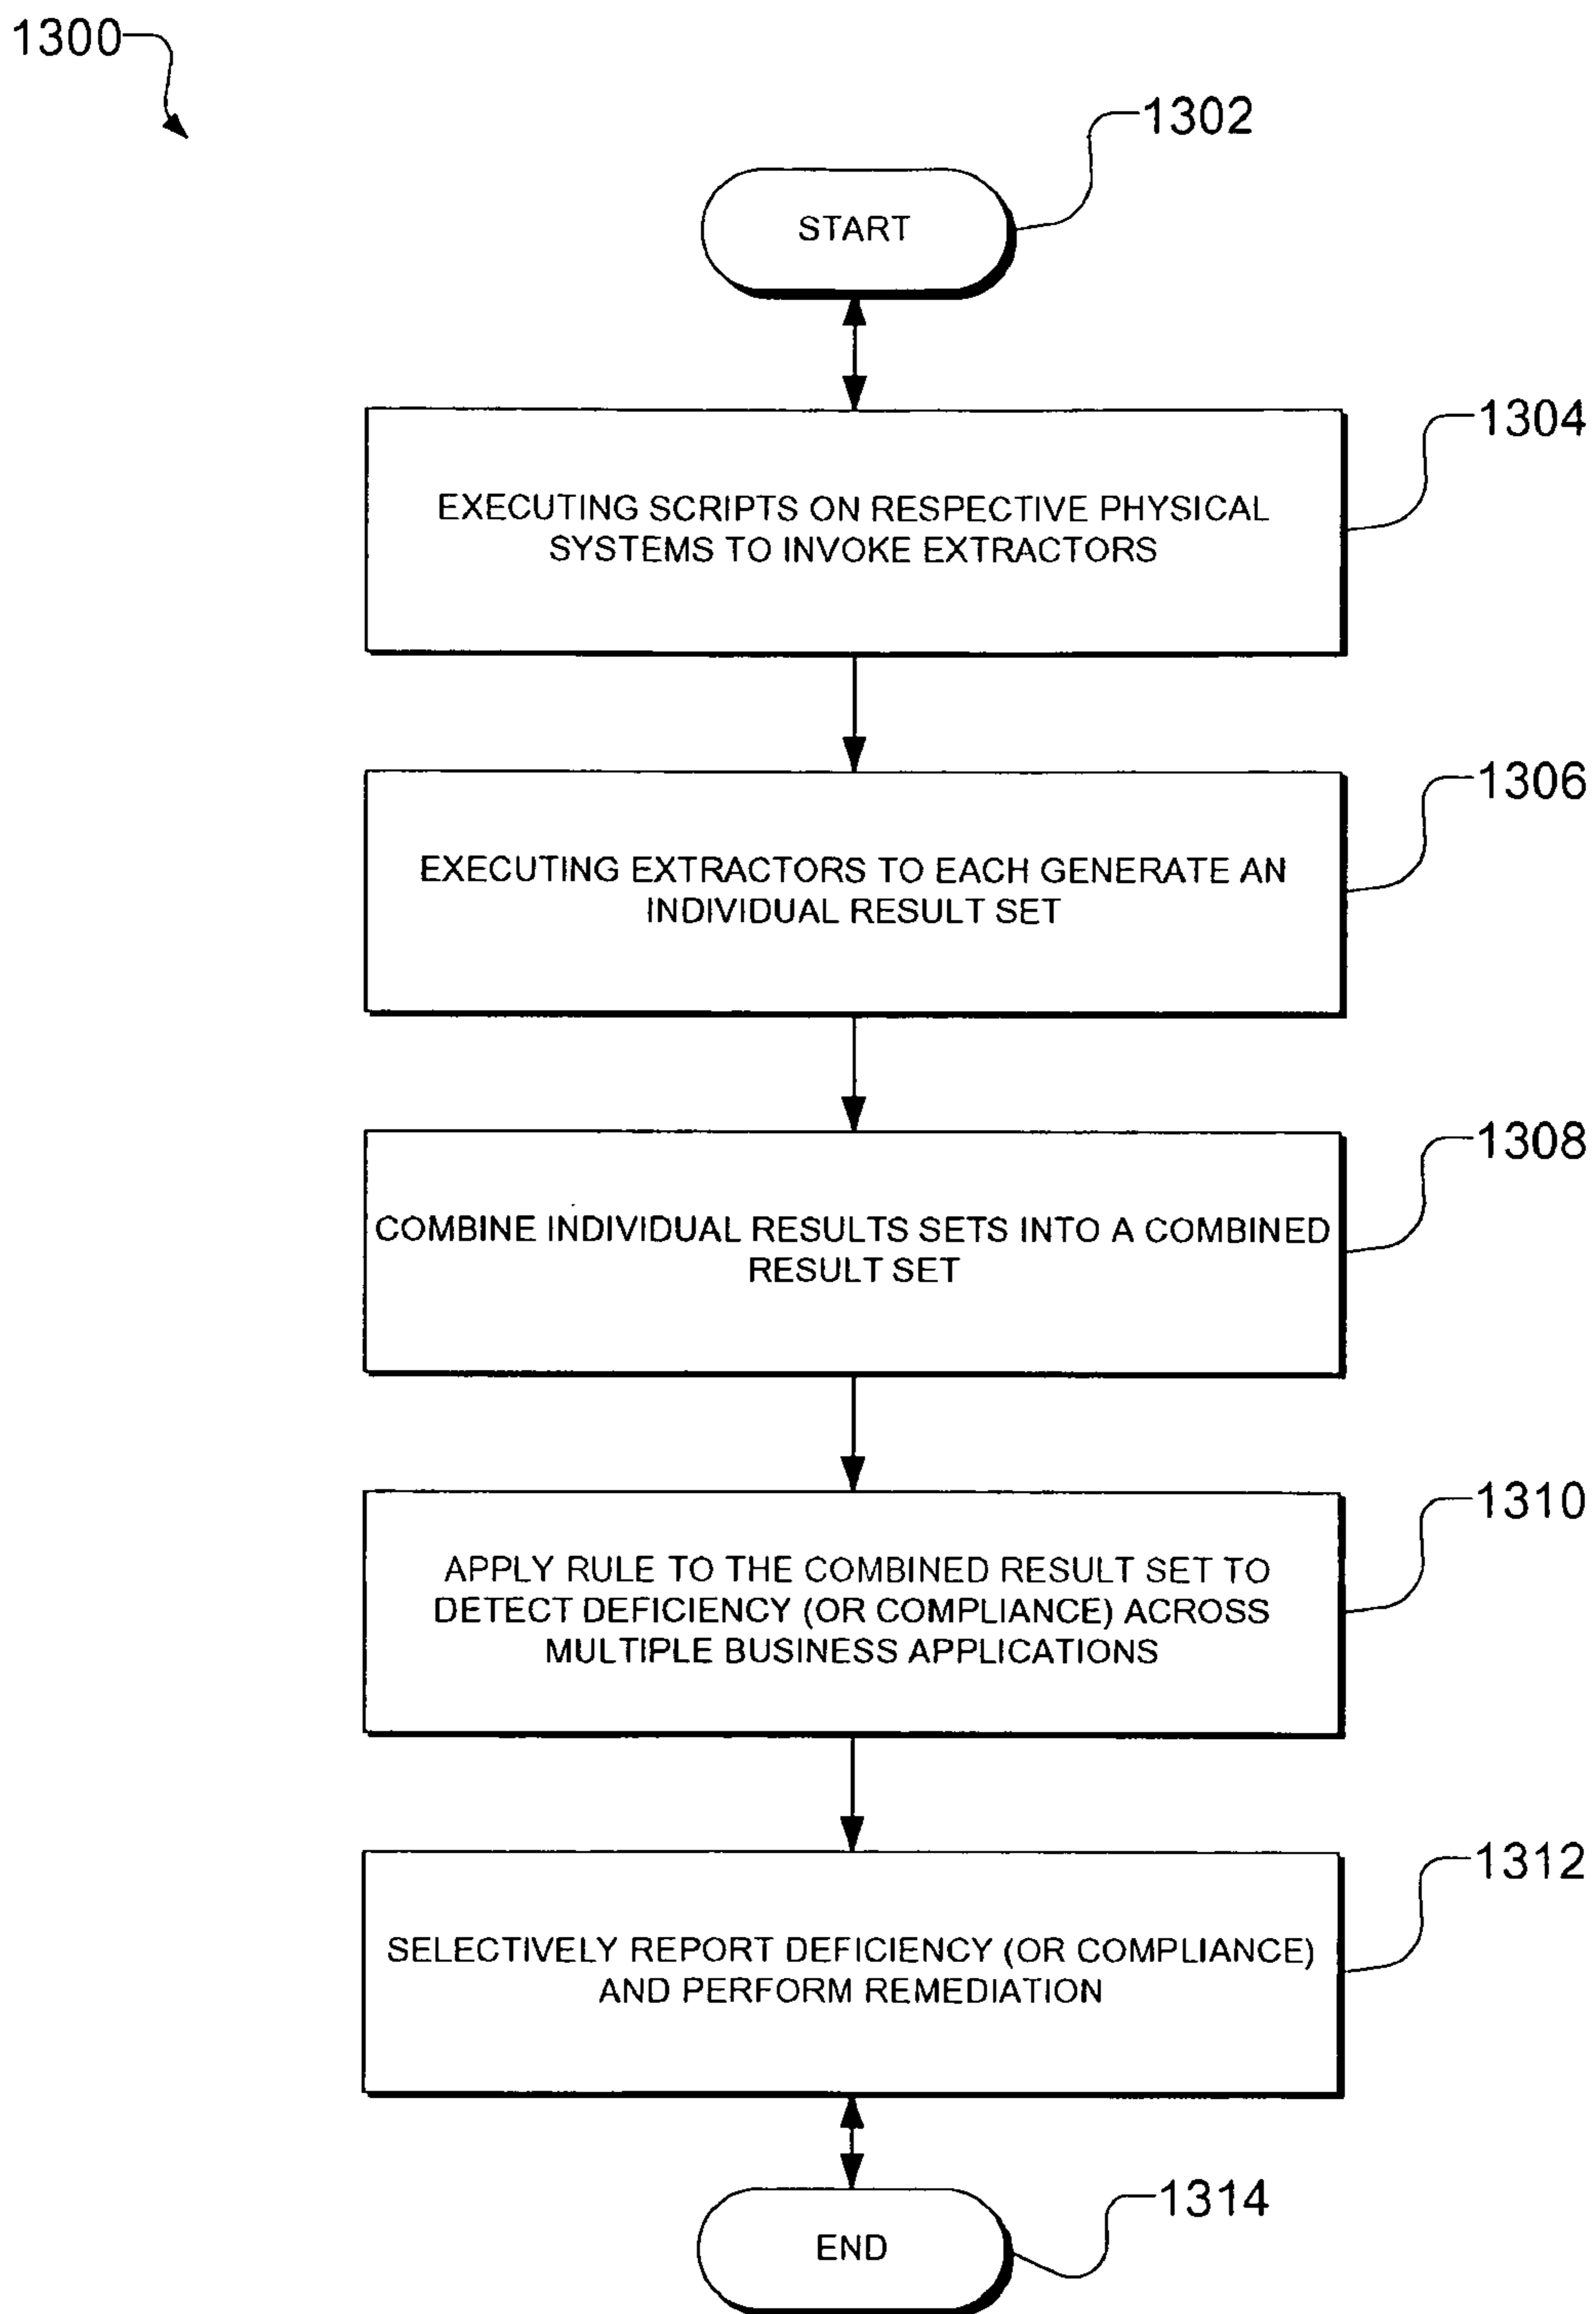 1300
1302
START
1304
EXECUTING SCRIPTS ON RESPECTIVE PHYSICAL
SYSTEMS TO INVOKE EXTRACTORS
1306
EXECUTING EXTRACTORS TO EACH GENERATE AN
INDIVIDUAL RESULT SET
1308
COMBINE INDIVIDUAL RESULTS SETS INTO A COMBINED
RESULT SET
1310
APPLY RULE TO THE COMBINED RESULT SET TO
DETECT DEFICIENCY (OR COMPLIANCE) ACROSS
MULTIPLE BUSINESS APPLICATIONS
1312
SELECTIVELY REPORT DEFICIENCY (OR COMPLIANCE)
AND PERFORM REMEDIATION
1314
END